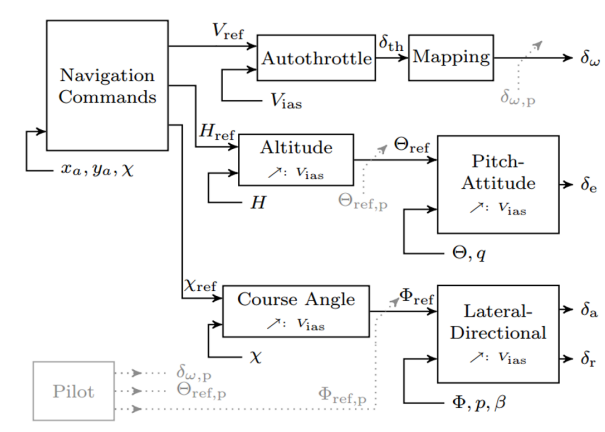 V_ref
δ_th
Autothrottle
Mapping
δ_ω
Navigation
Commands
V_ias
δ_ω,p
H_ref
Altitude
↗: V_ias
Θ_ref
Pitch-
Attitude
↗: V_ias
δ_e
x_a, y_a, χ
H
Θ_ref,p
Θ, q
χ_ref
Course Angle
↗: V_ias
Φ_ref
Lateral-
Directional
↗: V_ias
δ_a
δ_r
χ
Pilot
δ_ω,p
Θ_ref,p
Φ_ref,p
Φ, p, β